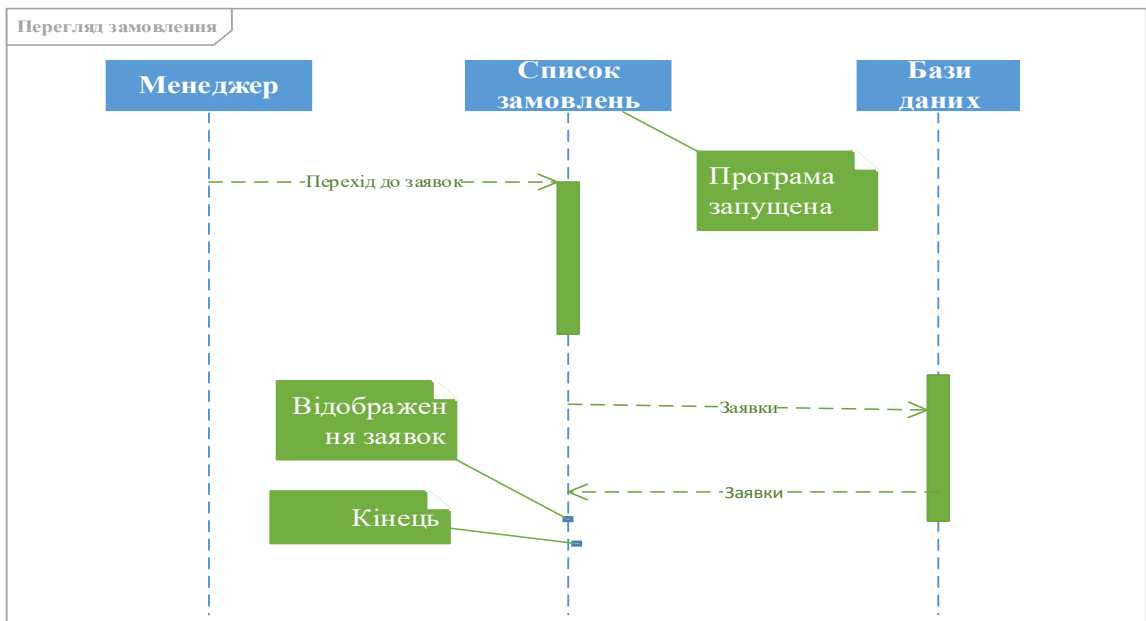 Перегляд замовлення
Менеджер
Список
замовлень
Бази
даних
Програма
запущена
Перехід до заявок
Відображен
ня заявок
Заявки
Заявки
Кінець